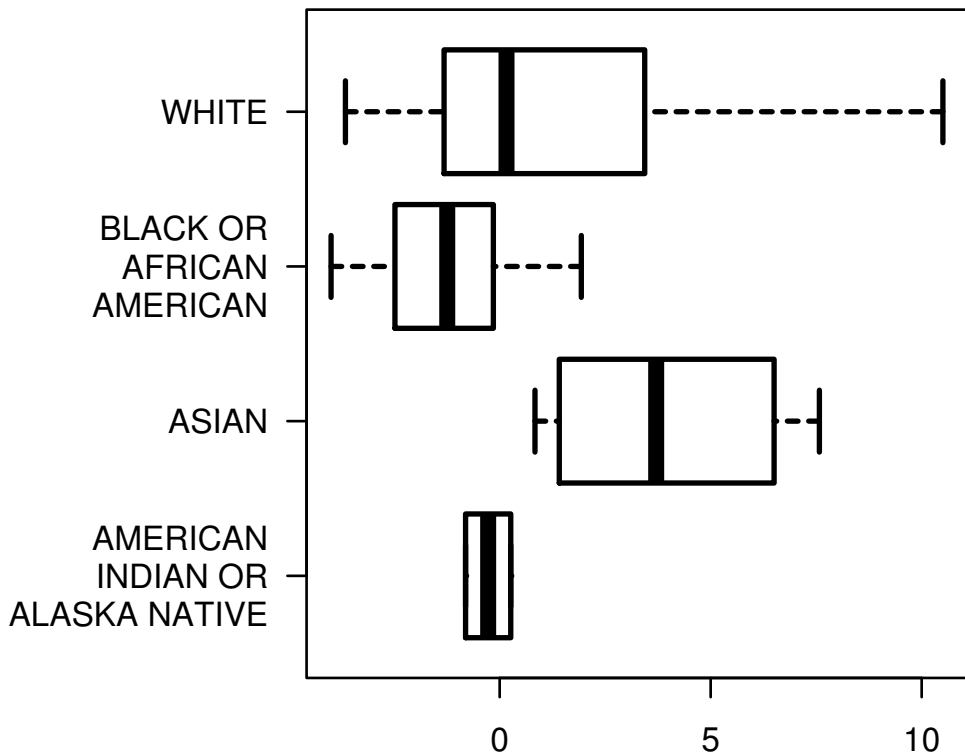 WHITE
BLACK OR
AFRICAN
AMERICAN
ASIAN
AMERICAN
INDIAN OR
ALASKA NATIVE
0 5 10